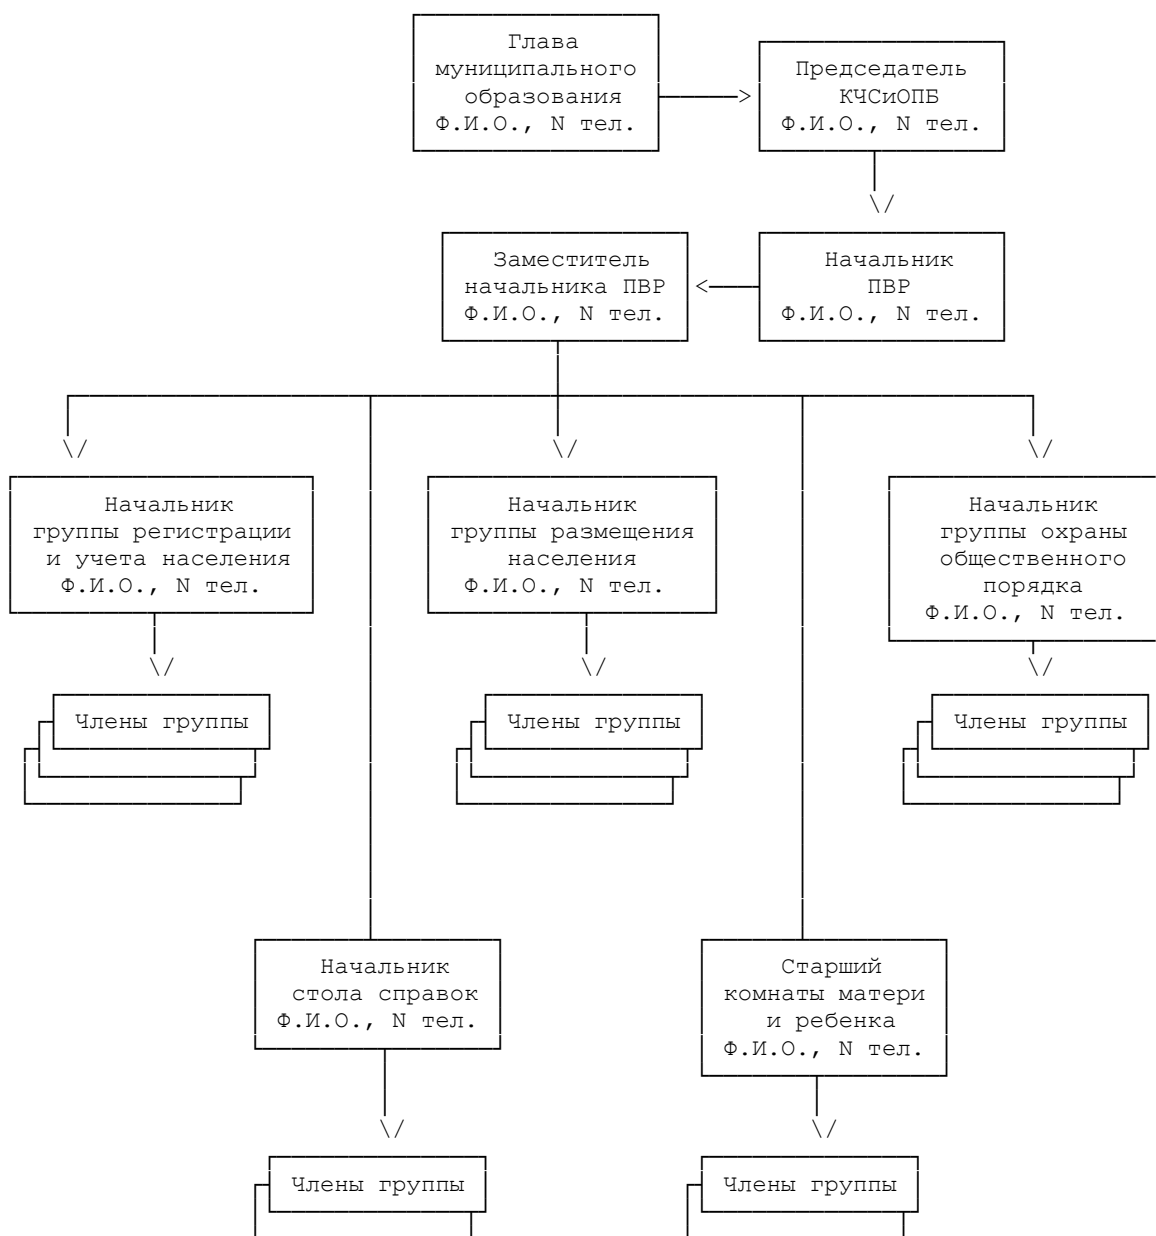 Глава
муниципального
образования
Ф.И.О., N тел.
Председатель
КЧСиОПБ
Ф.И.О., N тел.
Заместитель
начальника ПВР
Ф.И.О., N тел.
Начальник
ПВР
Ф.И.О., N тел.
Начальник
группы регистрации
и учета населения
Ф.И.О., N тел.
Начальник
группы размещения
населения
Ф.И.О., N тел.
Начальник
группы охраны
общественного
порядка
Ф.И.О., N тел.
Члены группы
Члены группы
Члены группы
Начальник
стола справок
Ф.И.О., N тел.
Старший
комнаты матери
и ребенка
Ф.И.О., N тел.
Члены группы
Члены группы